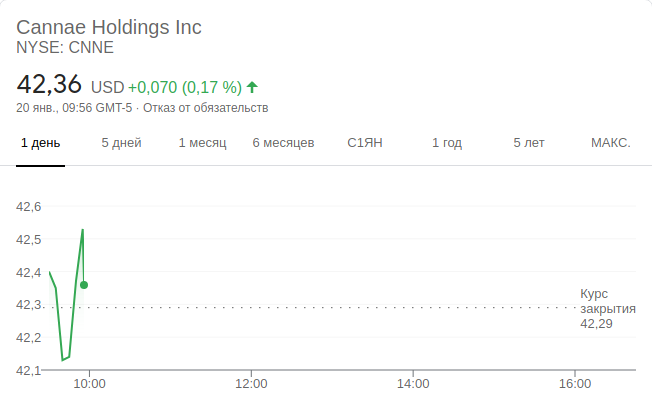 Cannae Holdings Inc
NYSE: CNNE
42,36 USD +0,070 (0,17 %)
20 янв., 09:56 GMT-5 · Отказ от обязательств
1 день 5 дней 1 месяц 6 месяцев С1ЯН 1 год 5 лет МАКС.
42,6
42,5
42,4
42,3
42,2
42,1
Курс
закрытия
42,29
10:00 12:00 14:00 16:00